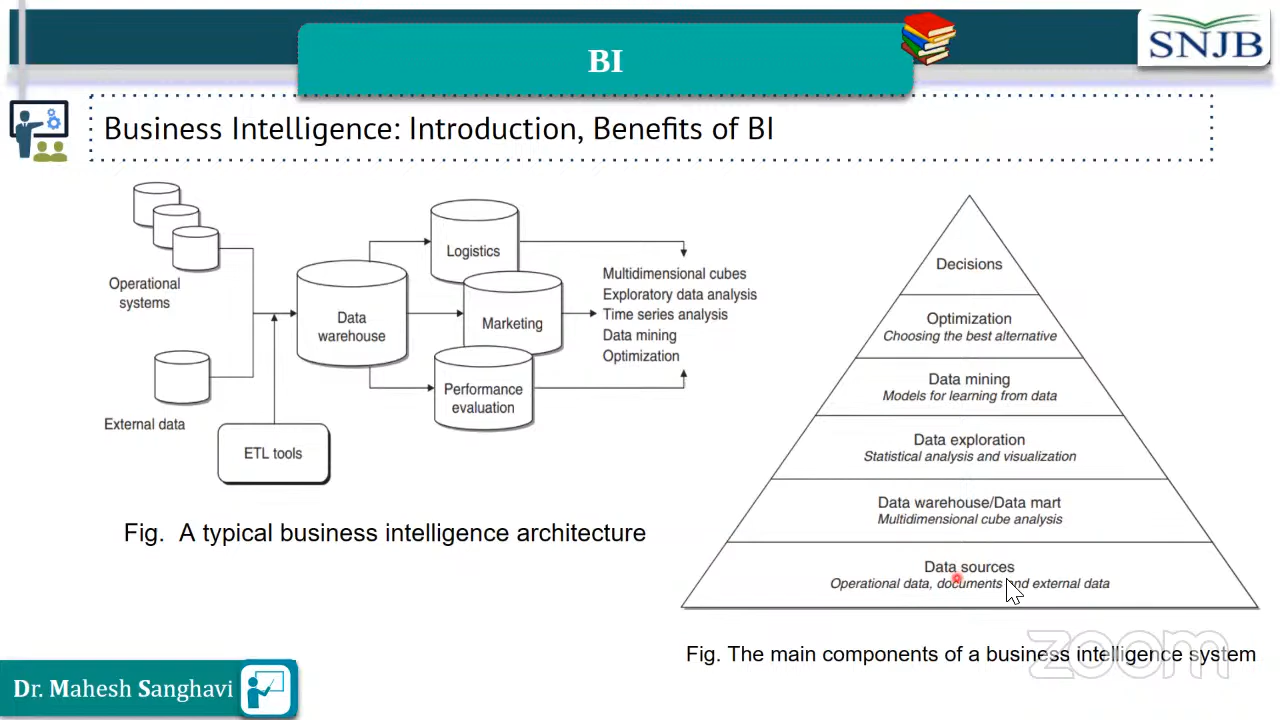 BI
SNJB
Business Intelligence: Introduction, Benefits of BI
Operational
systems
External data
ETL tools
Data
warehouse
Logistics
Marketing
Performance
evaluation
Multidimensional cubes
Exploratory data analysis
Time series analysis
Data mining
Optimization
Fig. A typical business intelligence architecture
Decisions
Optimization
Choosing the best alternative
Data mining
Models for learning from data
Data exploration
Statistical analysis and visualization
Data warehouse/Data mart
Multidimensional cube analysis
Data sources
Operational data, documents and external data
Fig. The main components of a business intelligence system
zoom
Dr. Mahesh Sanghavi